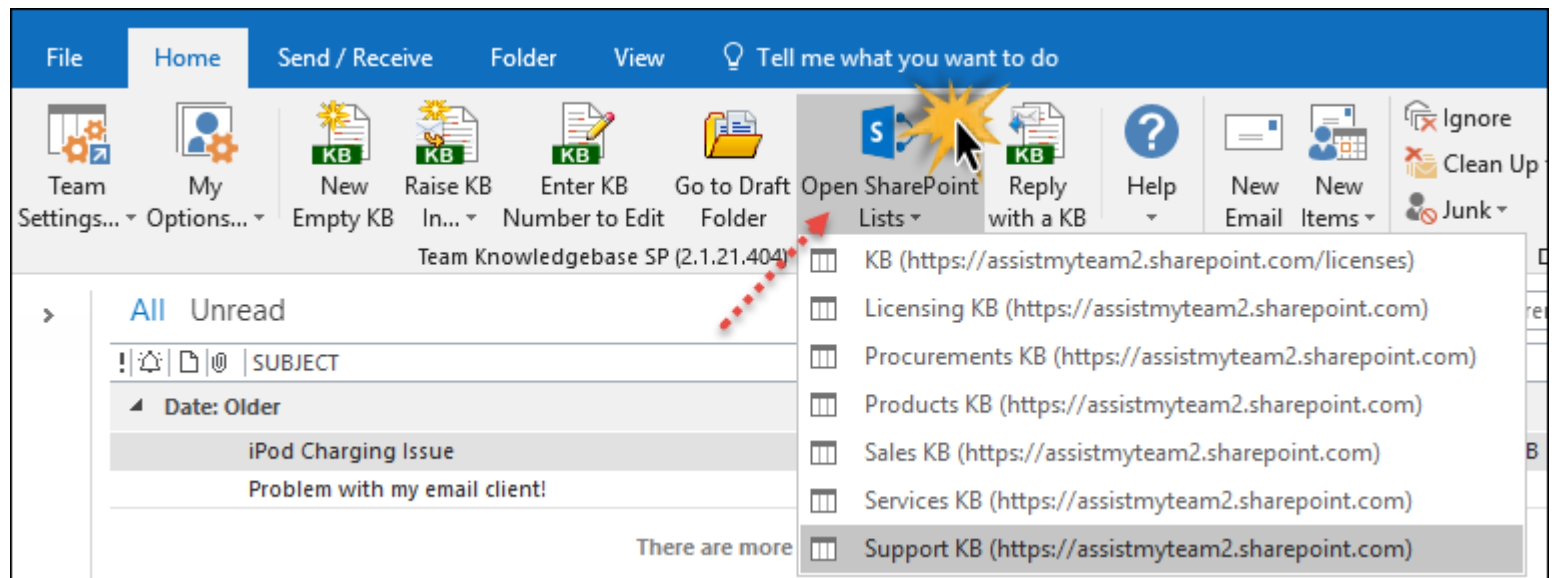 File Home Send / Receive Folder View Tell me what you want to do
Team Settings...
My Options...
KB
New Empty KB
KB
Raise KB In...
KB
Enter KB Number to Edit
Go to Draft Folder
S
Open SharePoint Lists
KB
Reply with a KB
?
Help
New Email
New Items
Ignore
Clean Up
Junk
Team Knowledgebase SP (2.1.21.404)
All Unread
! SUBJECT
Date: Older
iPod Charging Issue
Problem with my email client!
There are more
KB (https://assistmyteam2.sharepoint.com/licenses)
Licensing KB (https://assistmyteam2.sharepoint.com)
Procurements KB (https://assistmyteam2.sharepoint.com)
Products KB (https://assistmyteam2.sharepoint.com)
Sales KB (https://assistmyteam2.sharepoint.com)
Services KB (https://assistmyteam2.sharepoint.com)
Support KB (https://assistmyteam2.sharepoint.com)